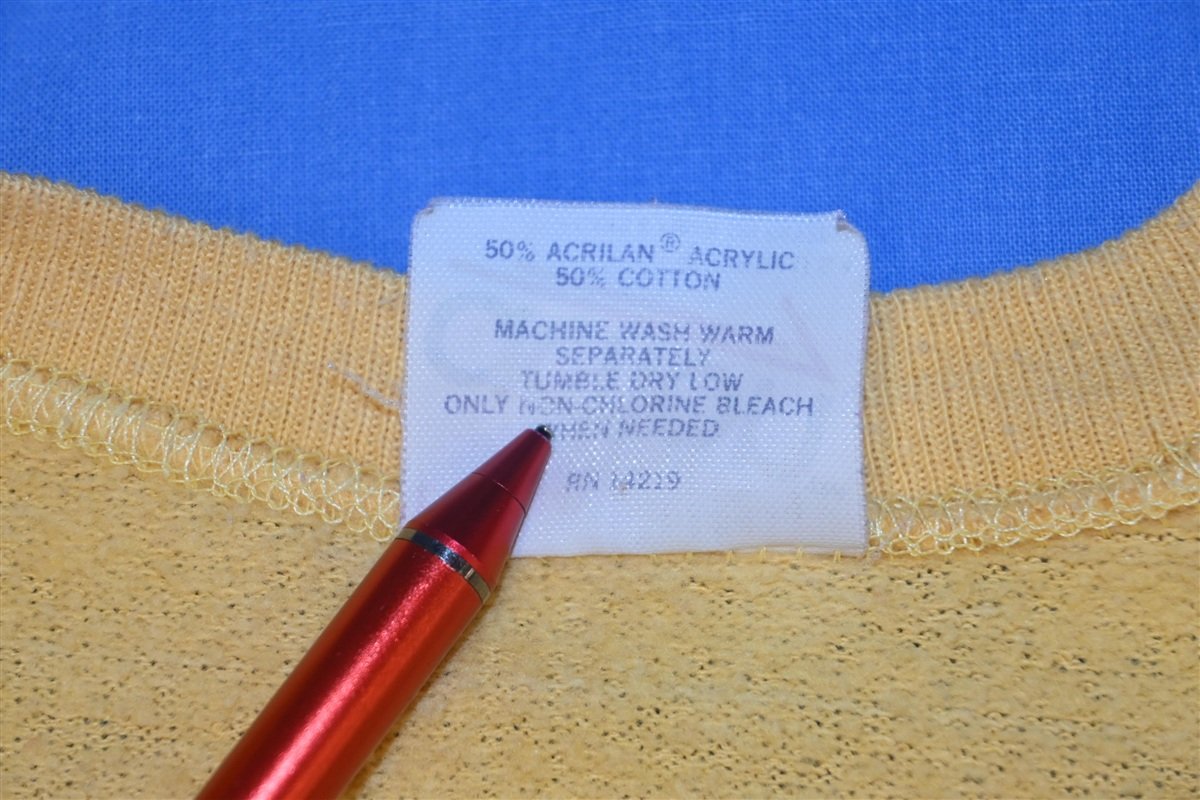 50% ACRILAN® ACRYLIC
50% COTTON
MACHINE WASH WARM
SEPARATELY
TUMBLE DRY LOW
ONLY NON-CHLORINE BLEACH
WHEN NEEDED
RN 14219